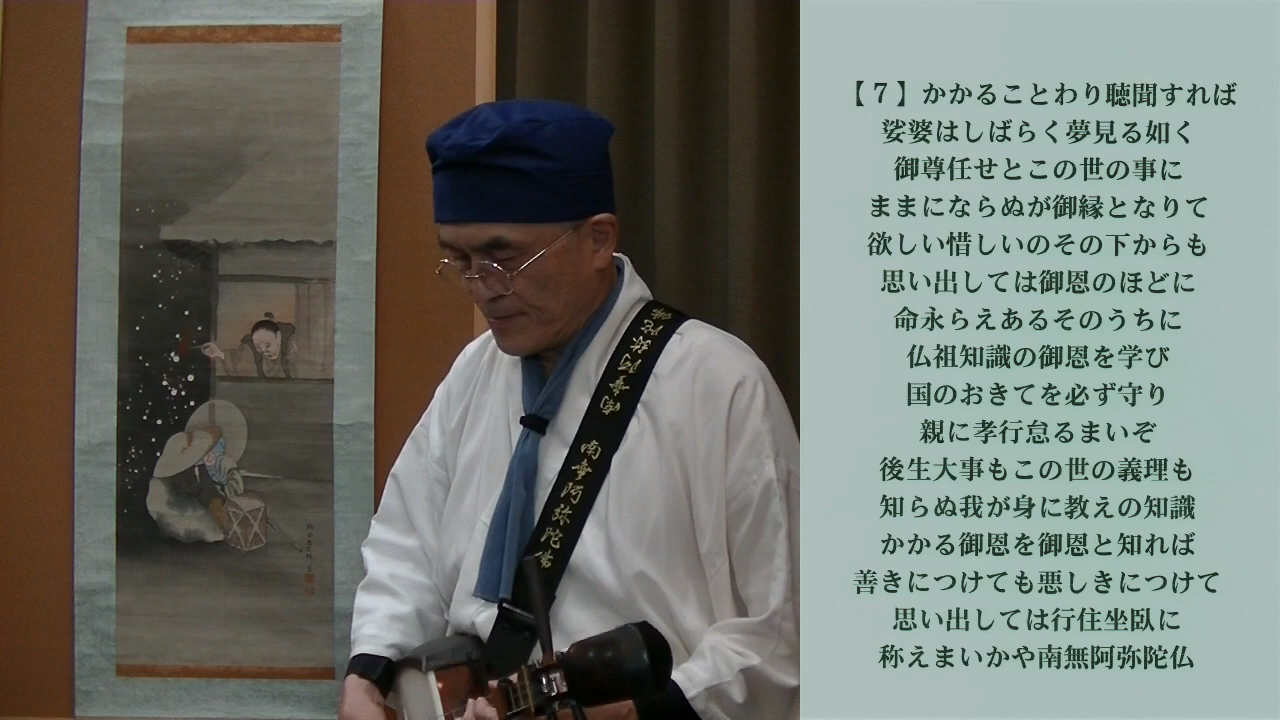 南無阿弥陀佛
南無阿弥陀佛
【７】かかることわり聴聞すれば
娑婆はしばらく夢見る如く
御尊任せとこの世の事に
ままにならぬが御縁となりて
欲しい惜しいのその下からも
思い出しては御恩のほどに
命永らえあるそのうちに
仏祖知識の御恩を学び
国のおきてを必ず守り
親に孝行怠るまいぞ
後生大事もこの世の義理も
知らぬ我が身に教えの知識
かかる御恩を御恩と知れば
善きにつけても悪しきにつけて
思い出しては行住坐臥に
称えまいかや南無阿弥陀仏